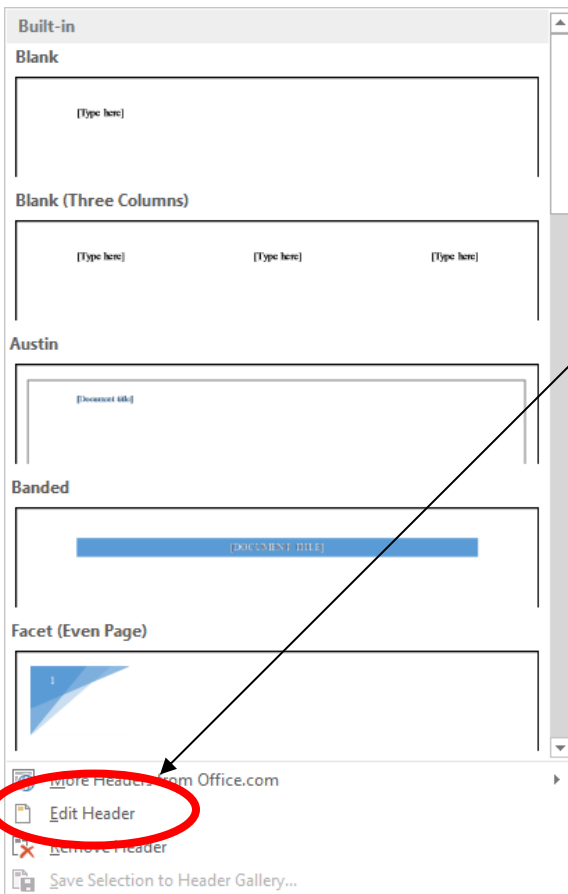 Built-in
Blank
[Type here]
Blank (Three Columns)
[Type here] [Type here] [Type here]
Austin
[Document title]
Banded
[DOCUMENT TITLE]
Facet (Even Page)
1
More Headers from Office.com
Edit Header
Remove Header
Save Selection to Header Gallery...